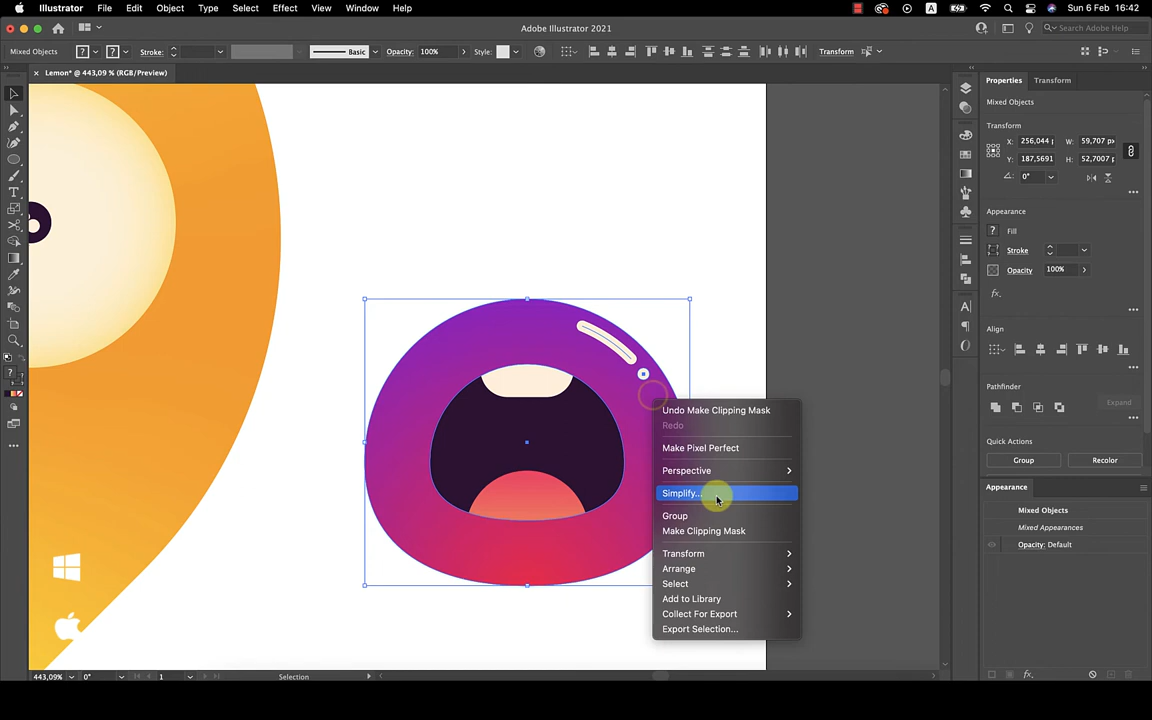 Illustrator File Edit Object Type Select Effect View Window Help
A Sun 6 Feb 16:42
Adobe Illustrator 2021
Search Adobe Help
Mixed Objects ? ? Stroke: Basic Opacity: 100% Style: Transform
× Lemon* @ 443,09 % (RGB/Preview)
Properties Transform
Mixed Objects
Transform
X: 256,044 W: 59,707 px
Y: 187,5691 H: 52,7007
0°
Appearance
? Fill
Stroke
Opacity 100%
fx.
Align
Pathfinder
Expand
Quick Actions
Group Recolor
Appearance
Mixed Objects
Mixed Appearances
Opacity: Default
fx.
Undo Make Clipping Mask
Redo
Make Pixel Perfect
Perspective
Simplify...
Group
Make Clipping Mask
Transform
Arrange
Select
Add to Library
Collect For Export
Export Selection...
443,09% 0° 1 Selection